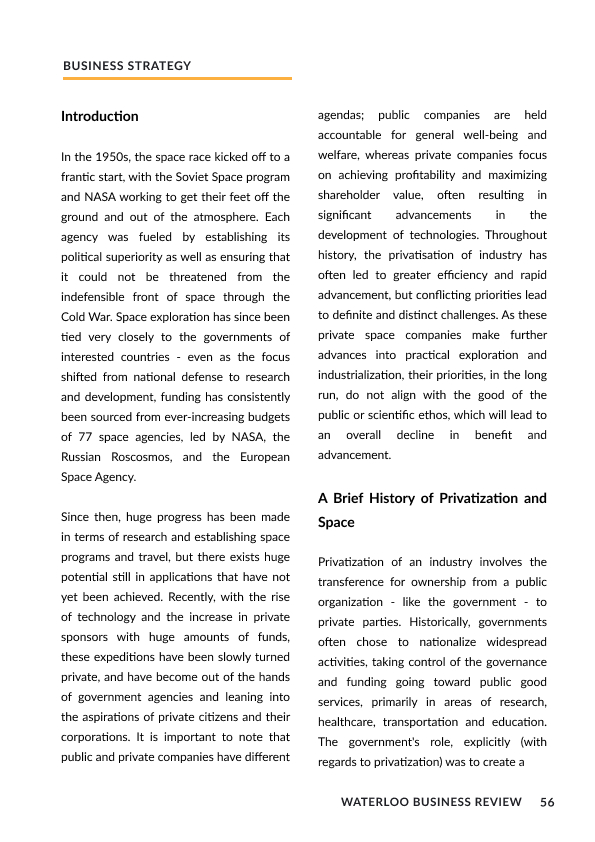 BUSINESS STRATEGY
Introduction
In the 1950s, the space race kicked off to a
frantic start, with the Soviet Space program
and NASA working to get their feet off the
ground and out of the atmosphere. Each
agency was fueled by establishing its
political superiority as well as ensuring that
it could not be threatened from the
indefensible front of space through the
Cold War. Space exploration has since been
tied very closely to the governments of
interested countries - even as the focus
shifted from national defense to research
and development, funding has consistently
been sourced from ever-increasing budgets
of 77 space agencies, led by NASA, the
Russian Roscosmos, and the European
Space Agency.
Since then, huge progress has been made
in terms of research and establishing space
programs and travel, but there exists huge
potential still in applications that have not
yet been achieved. Recently, with the rise
of technology and the increase in private
sponsors with huge amounts of funds,
these expeditions have been slowly turned
private, and have become out of the hands
of government agencies and leaning into
the aspirations of private citizens and their
corporations. It is important to note that
public and private companies have different
agendas; public companies are held
accountable for general well-being and
welfare, whereas private companies focus
on achieving profitability and maximizing
shareholder value, often resulting in
significant advancements in the
development of technologies. Throughout
history, the privatisation of industry has
often led to greater efficiency and rapid
advancement, but conflicting priorities lead
to definite and distinct challenges. As these
private space companies make further
advances into practical exploration and
industrialization, their priorities, in the long
run, do not align with the good of the
public or scientific ethos, which will lead to
an overall decline in benefit and
advancement.
A Brief History of Privatization and
Space
Privatization of an industry involves the
transference for ownership from a public
organization - like the government - to
private parties. Historically, governments
often chose to nationalize widespread
activities, taking control of the governance
and funding going toward public good
services, primarily in areas of research,
healthcare, transportation and education.
The government's role, explicitly (with
regards to privatization) was to create a
WATERLOO BUSINESS REVIEW 56